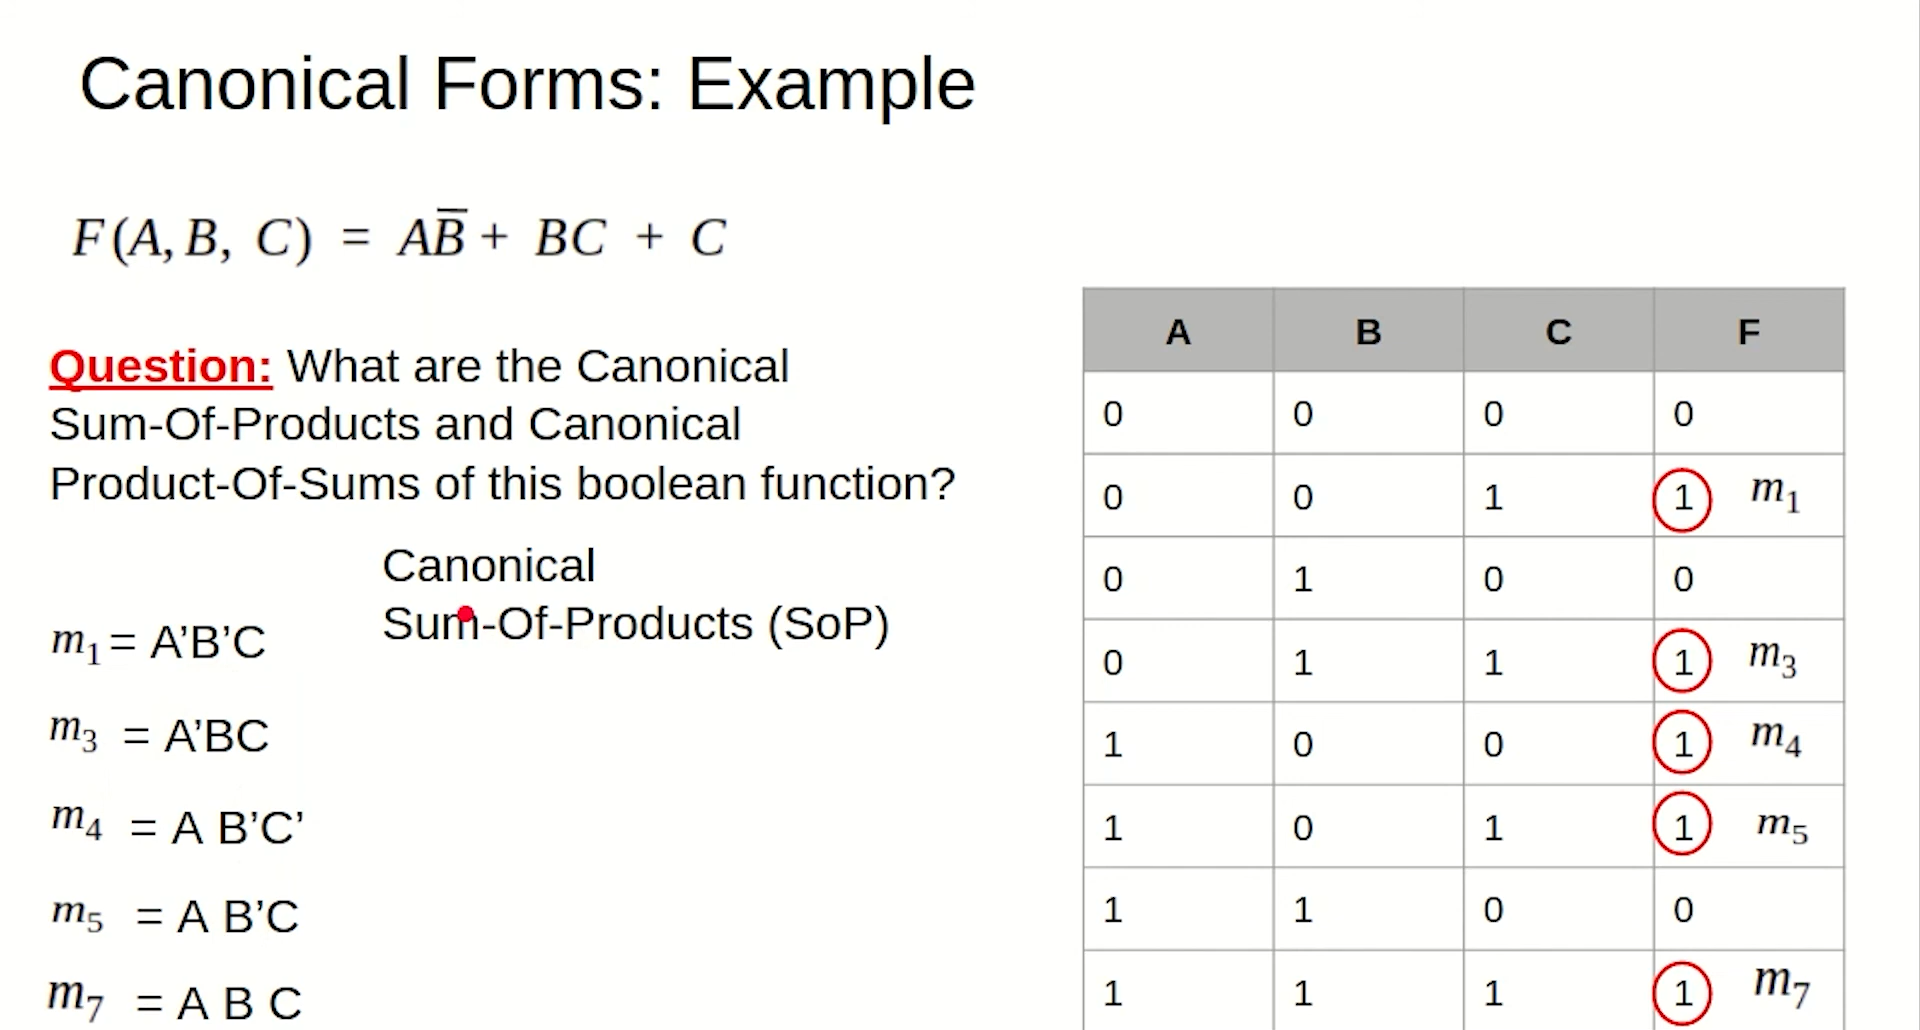 Canonical Forms: Example
F(A, B, C) = AB̅ + BC + C
Question: What are the Canonical
Sum-Of-Products and Canonical
Product-Of-Sums of this boolean function?
Canonical
Sum-Of-Products (SoP)
m₁ = A’B’C
m₃ = A’BC
m₄ = A B’C’
m₅ = A B’C
m₇ = A B C
A B C F
0 0 0 0
0 0 1 1 m₁
0 1 0 0
0 1 1 1 m₃
1 0 0 1 m₄
1 0 1 1 m₅
1 1 0 0
1 1 1 1 m₇